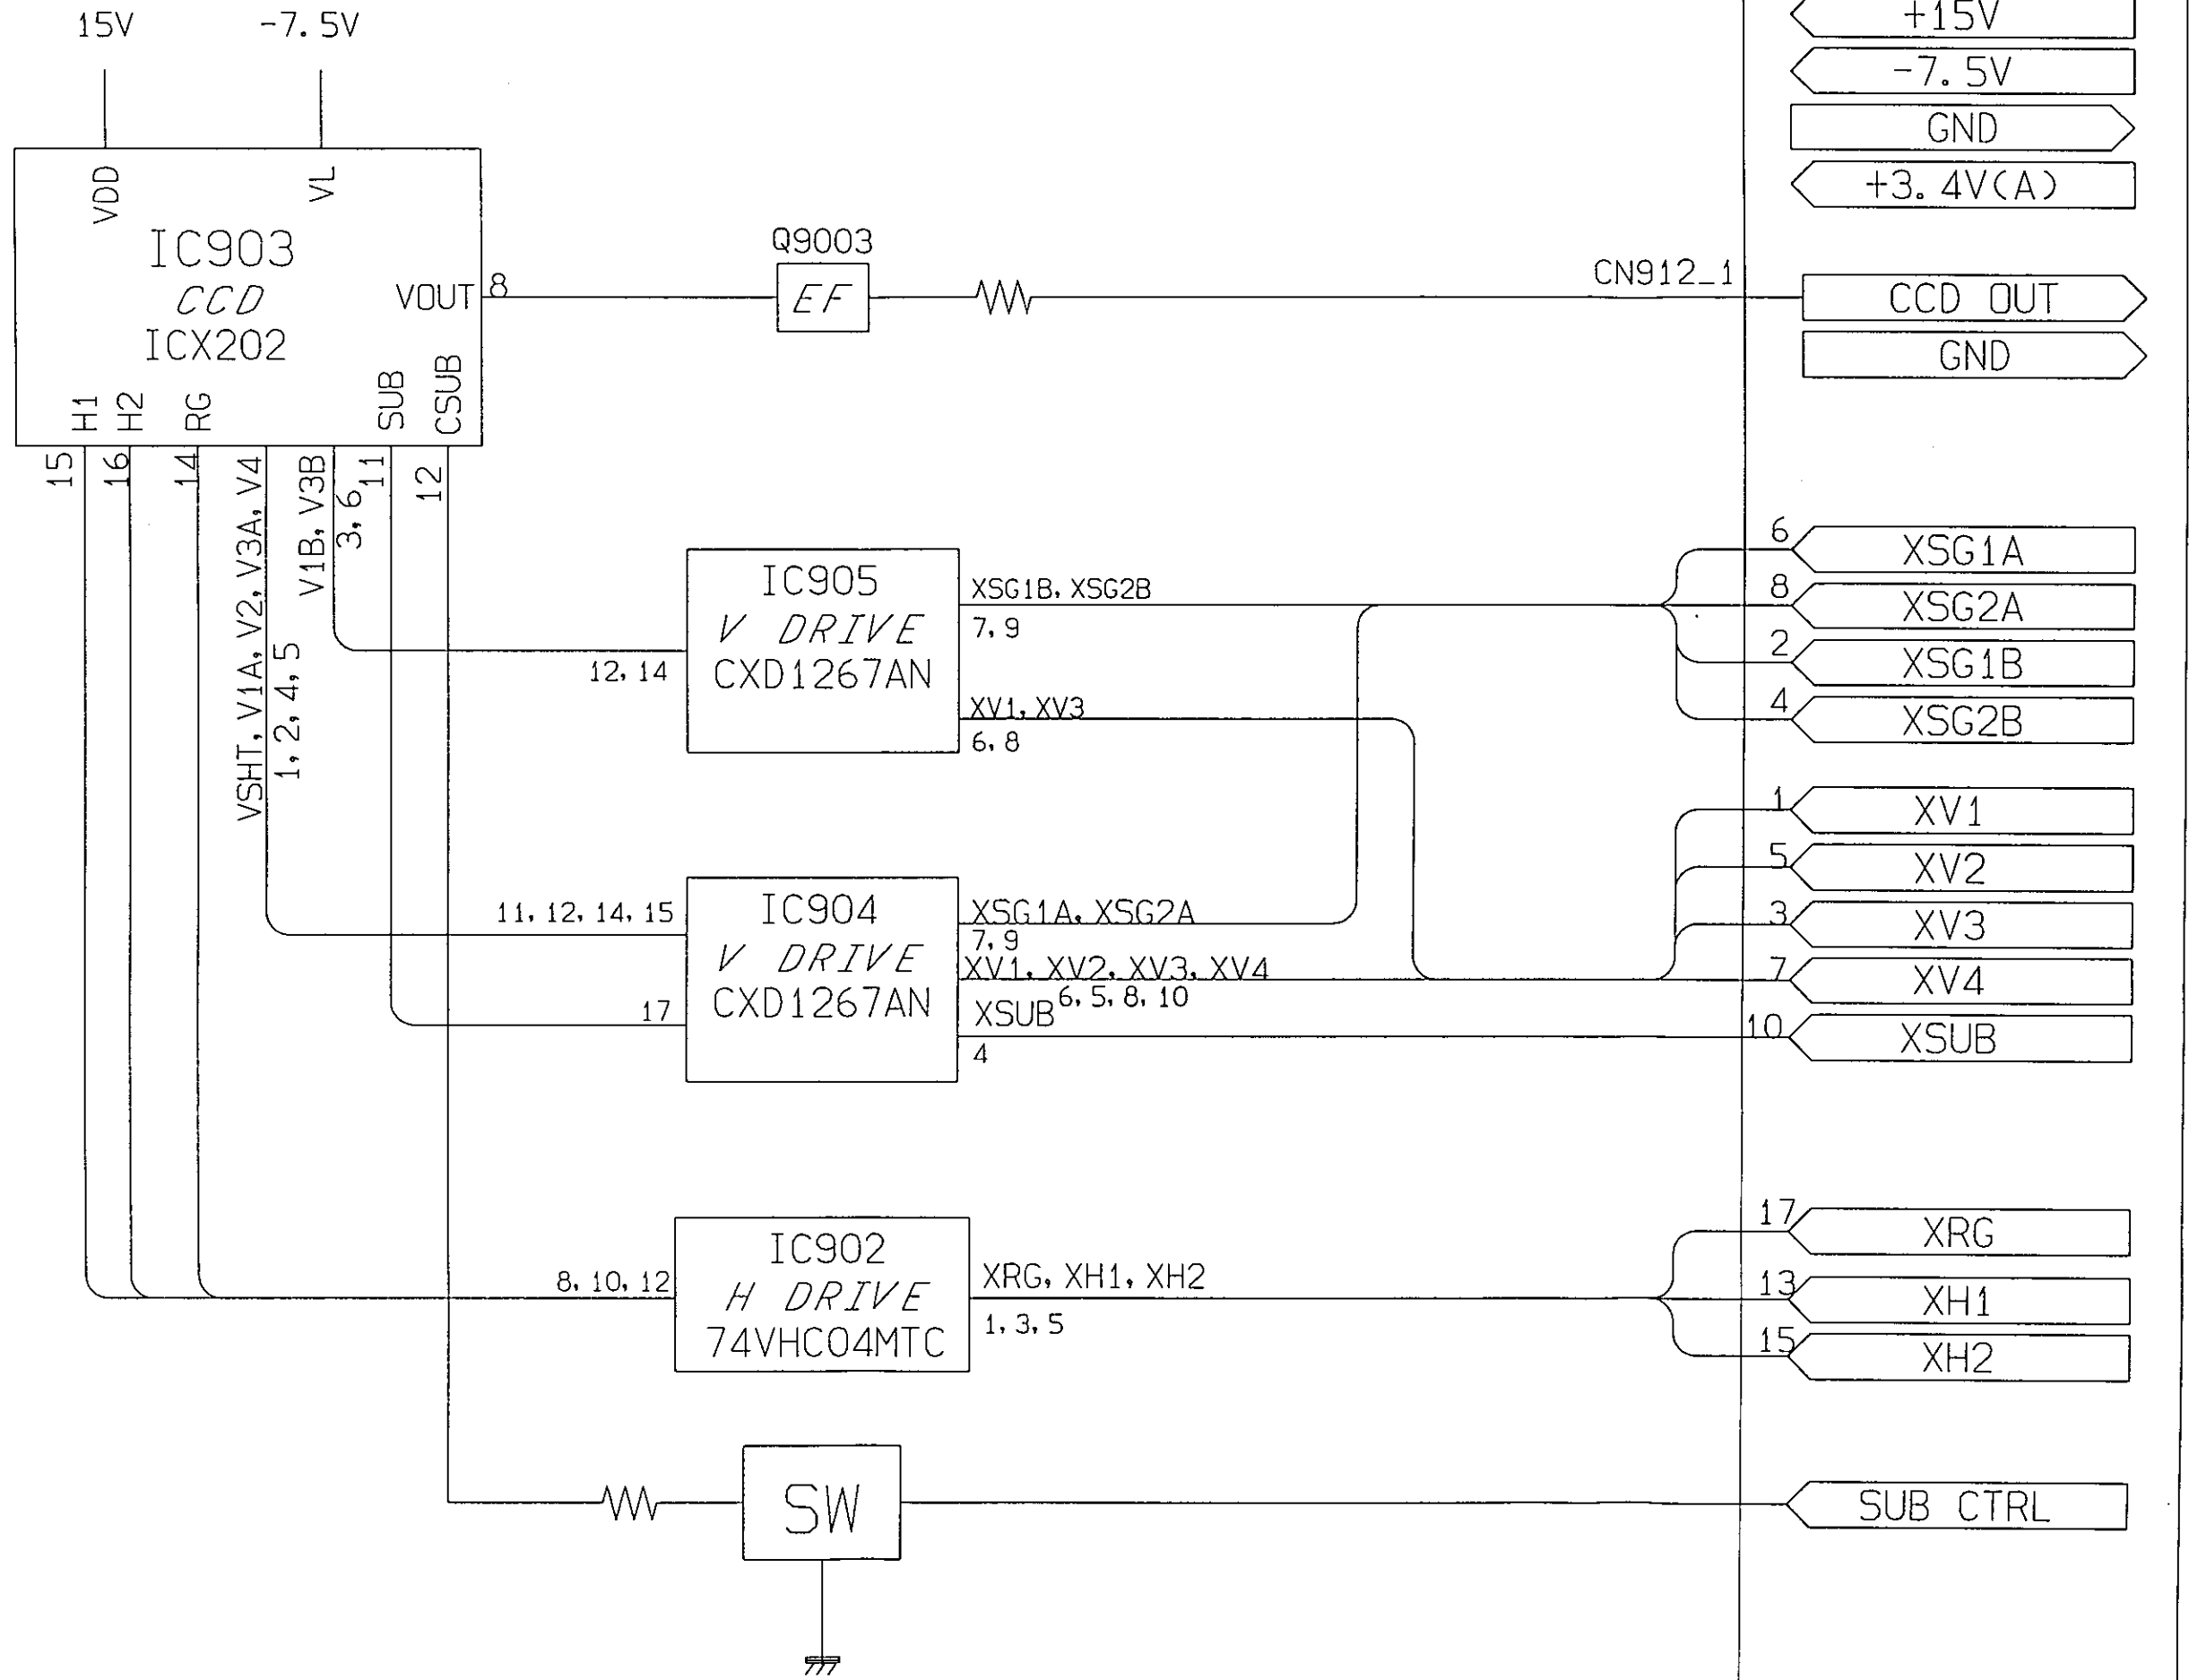 15V
-7.5V
VDD
VL
IC903
CCD
ICX202
VOUT
8
H1
H2
RG
SUB
CSUB
15
16
14
VSHT, V1A, V2, V3A, V4
1, 2, 4, 5
V1B, V3B
3, 6
11
12
Q9003
EF
CN912_1
+15V
-7.5V
GND
+3.4V(A)
CCD OUT
GND
IC905
V DRIVE
CXD1267AN
12, 14
XSG1B, XSG2B
7, 9
XV1, XV3
6, 8
6
XSG1A
8
XSG2A
2
XSG1B
4
XSG2B
1
XV1
5
XV2
3
XV3
7
XV4
10
XSUB
11, 12, 14, 15
17
IC904
V DRIVE
CXD1267AN
XSG1A, XSG2A
7, 9
XV1, XV2, XV3, XV4
6, 5, 8, 10
XSUB
4
8, 10, 12
IC902
H DRIVE
74VHC04MTC
XRG, XH1, XH2
1, 3, 5
17
XRG
13
XH1
15
XH2
SW
SUB CTRL